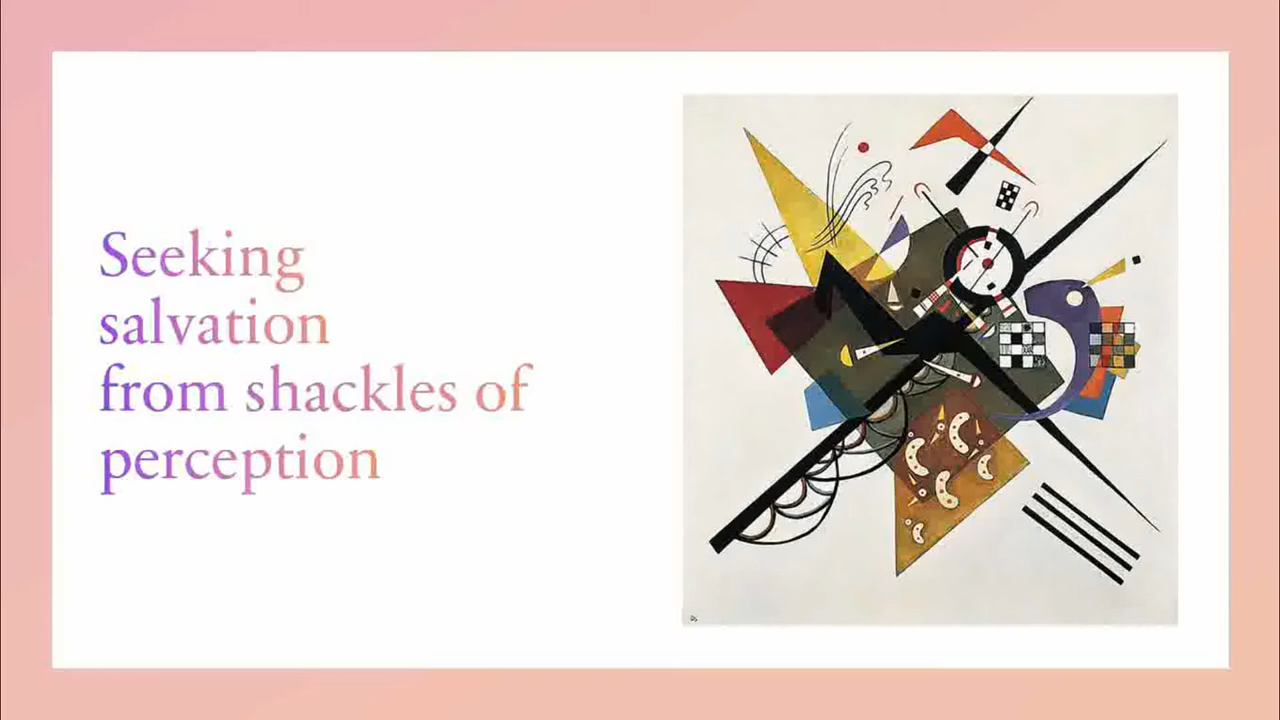 Seeking
salvation
from shackles of
perception